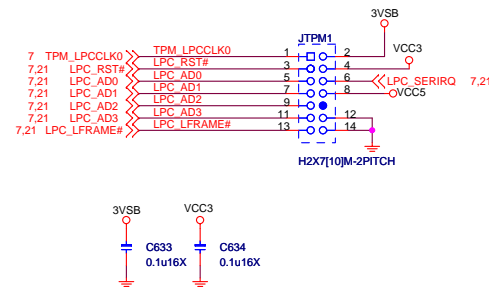 3VSB
JTPM1
VCC3
7 TPM_LPCCLK0 TPM_LPCCLK0 1 2
7,21 LPC_RST# LPC_RST# 3 4
7,21 LPC_AD0 LPC_AD0 5 6 LPC_SERIRQ 7,21
7,21 LPC_AD1 LPC_AD1 7 8 VCC5
7,21 LPC_AD2 LPC_AD2 9
7,21 LPC_AD3 LPC_AD3 11 12
7,21 LPC_LFRAME# LPC_LFRAME# 13 14
H2X7[10]M-2PITCH
3VSB VCC3
C633 C634
0.1u16X 0.1u16X